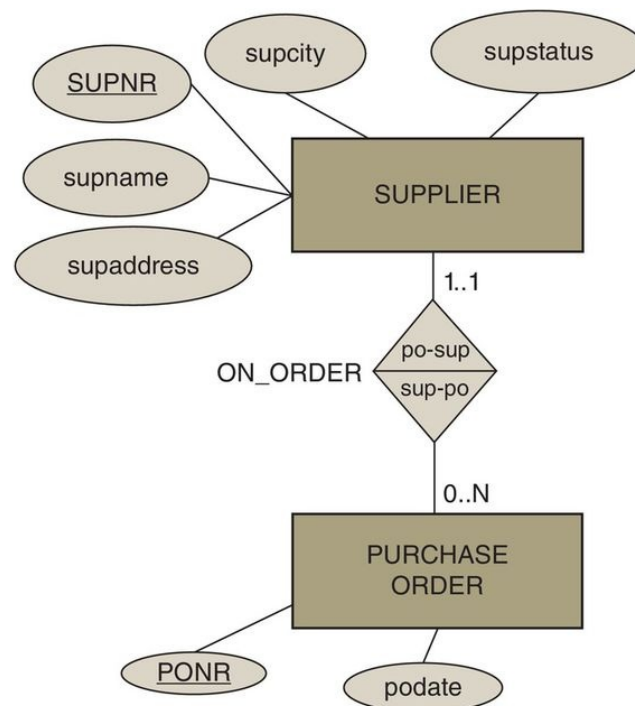 supcity
supstatus
SUPNR
supname
SUPPLIER
supaddress
1..1
po-sup
ON_ORDER
sup-po
0..N
PURCHASE
ORDER
PONR
podate